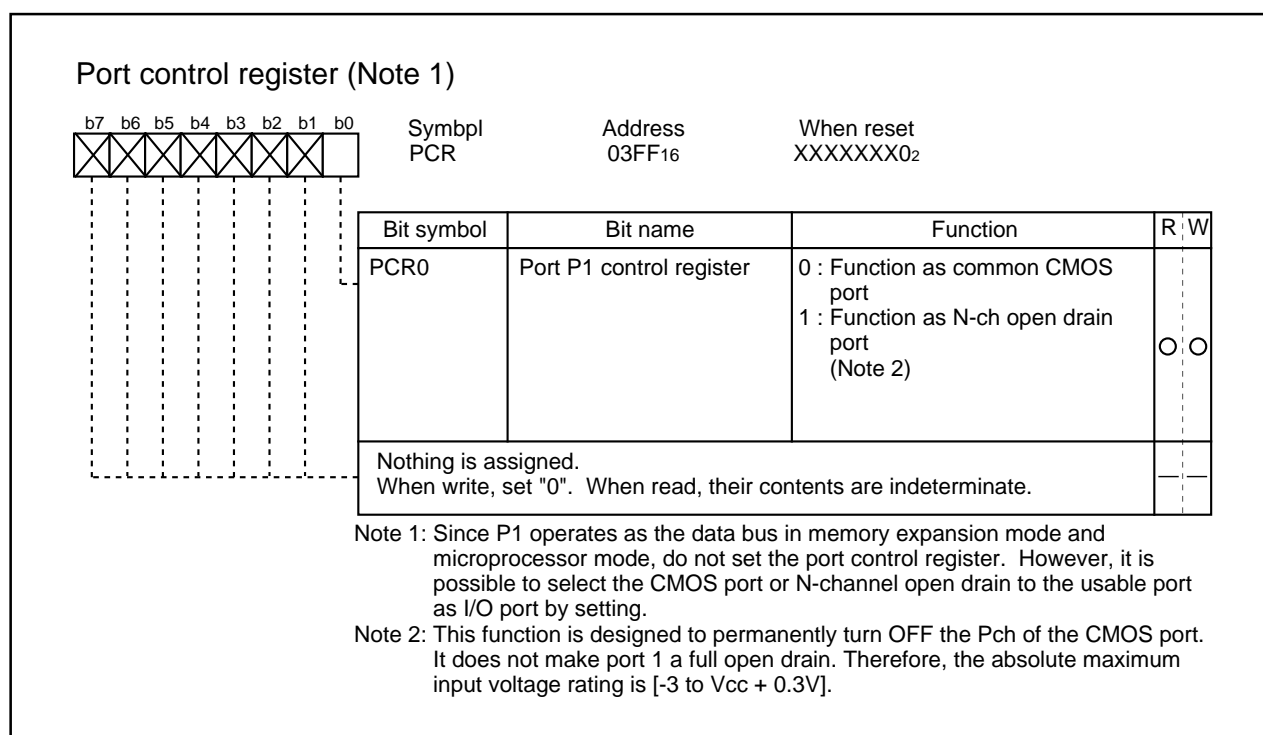 Port control register (Note 1)
b7 b6 b5 b4 b3 b2 b1 b0
Symbpl Address When reset
PCR 03FF16 XXXXXXX02
Bit symbol Bit name Function R W
PCR0 Port P1 control register 0 : Function as common CMOS
port
1 : Function as N-ch open drain
port
(Note 2)
Nothing is assigned.
When write, set "0". When read, their contents are indeterminate.
Note 1: Since P1 operates as the data bus in memory expansion mode and
microprocessor mode, do not set the port control register. However, it is
possible to select the CMOS port or N-channel open drain to the usable port
as I/O port by setting.
Note 2: This function is designed to permanently turn OFF the Pch of the CMOS port.
It does not make port 1 a full open drain. Therefore, the absolute maximum
input voltage rating is [-3 to Vcc + 0.3V].